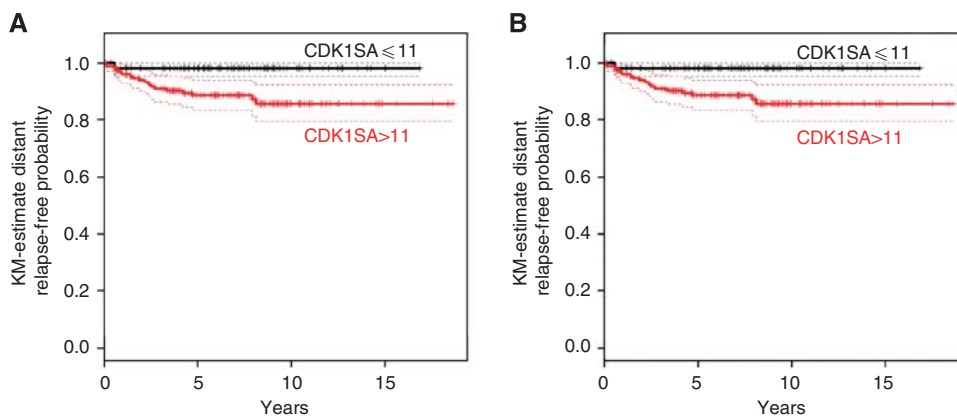 A
CDK1SA ≤ 11
CDK1SA>11
KM-estimate distant
relapse-free probability
1.0
0.8
0.6
0.4
0.2
0.0
0 5 10 15
Years
B
CDK1SA ≤ 11
CDK1SA>11
KM-estimate distant
relapse-free probability
1.0
0.8
0.6
0.4
0.2
0.0
0 5 10 15
Years